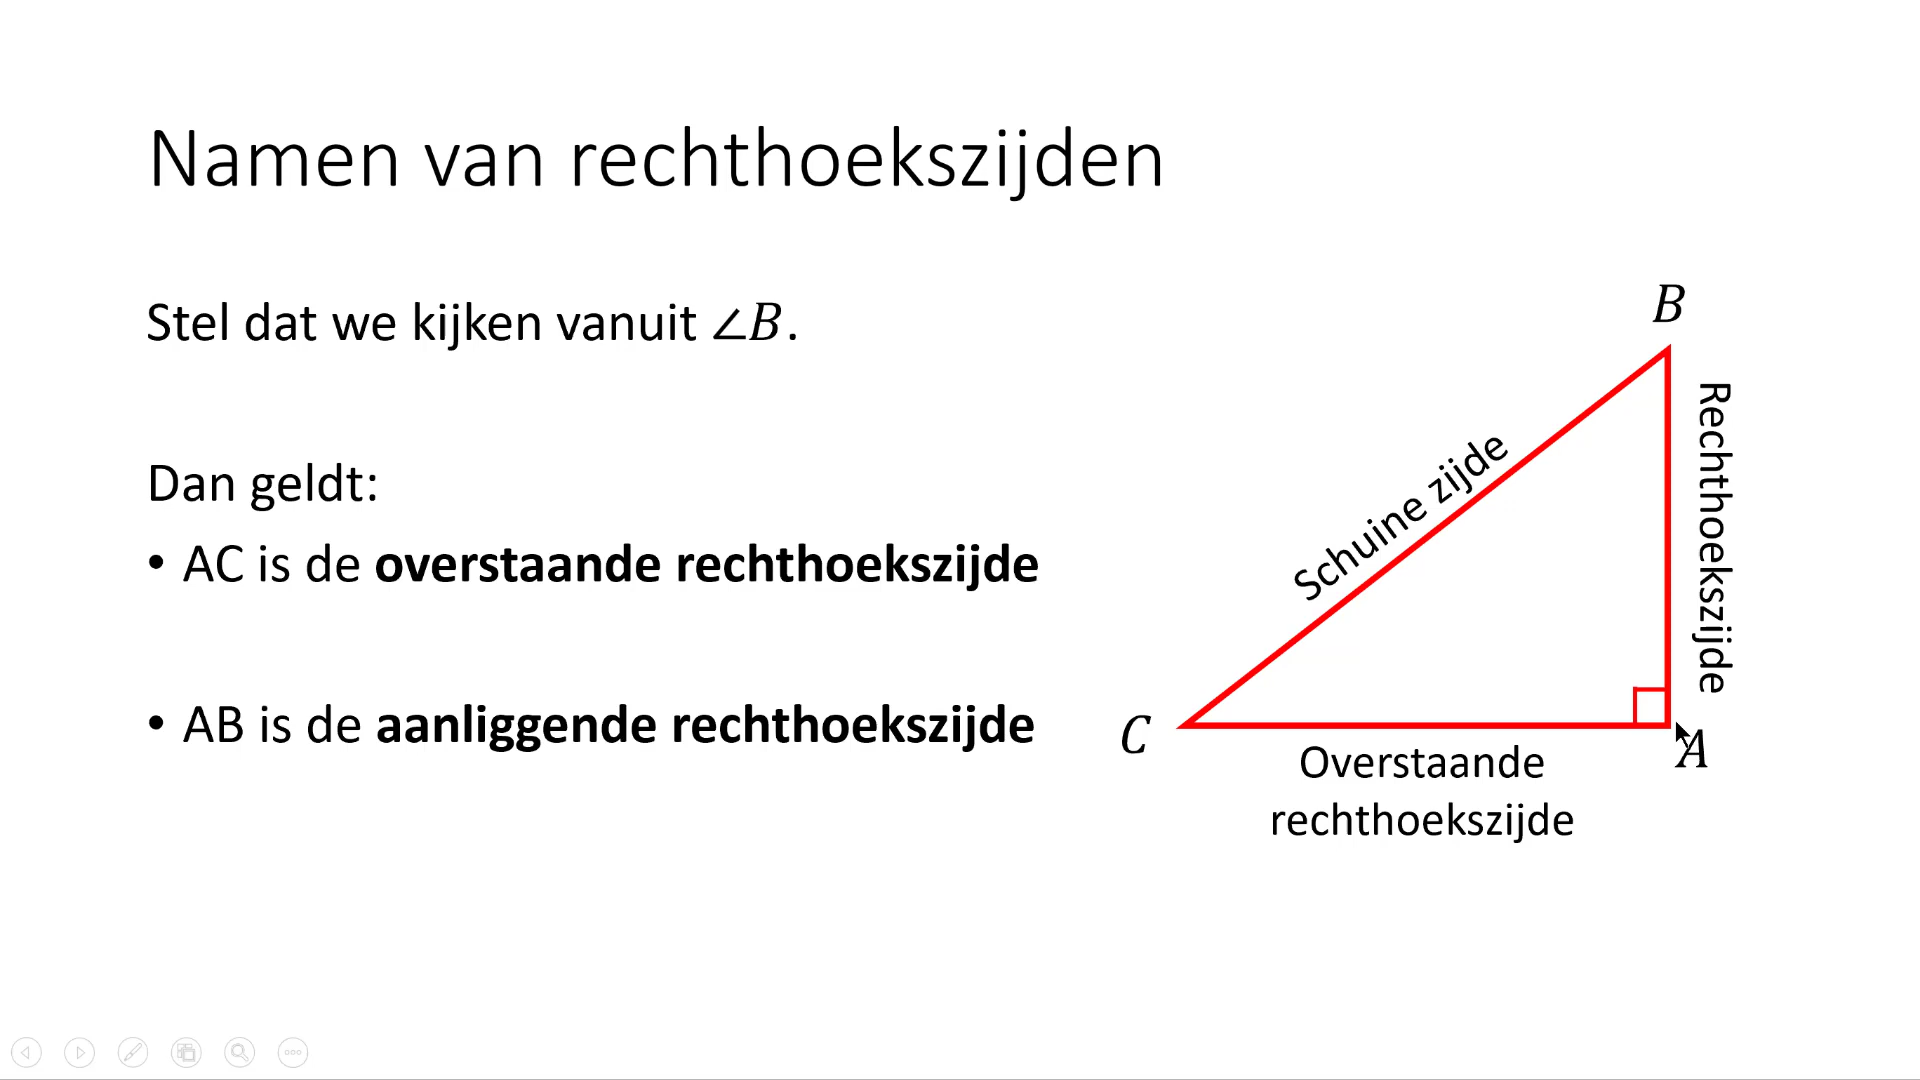 Namen van rechthoekszijden
Stel dat we kijken vanuit ∠B.
Dan geldt:
• AC is de overstaande rechthoekszijde
• AB is de aanliggende rechthoekszijde
B
Schuine zijde
Rechthoekszijde
C
A
Overstaande
rechthoekszijde